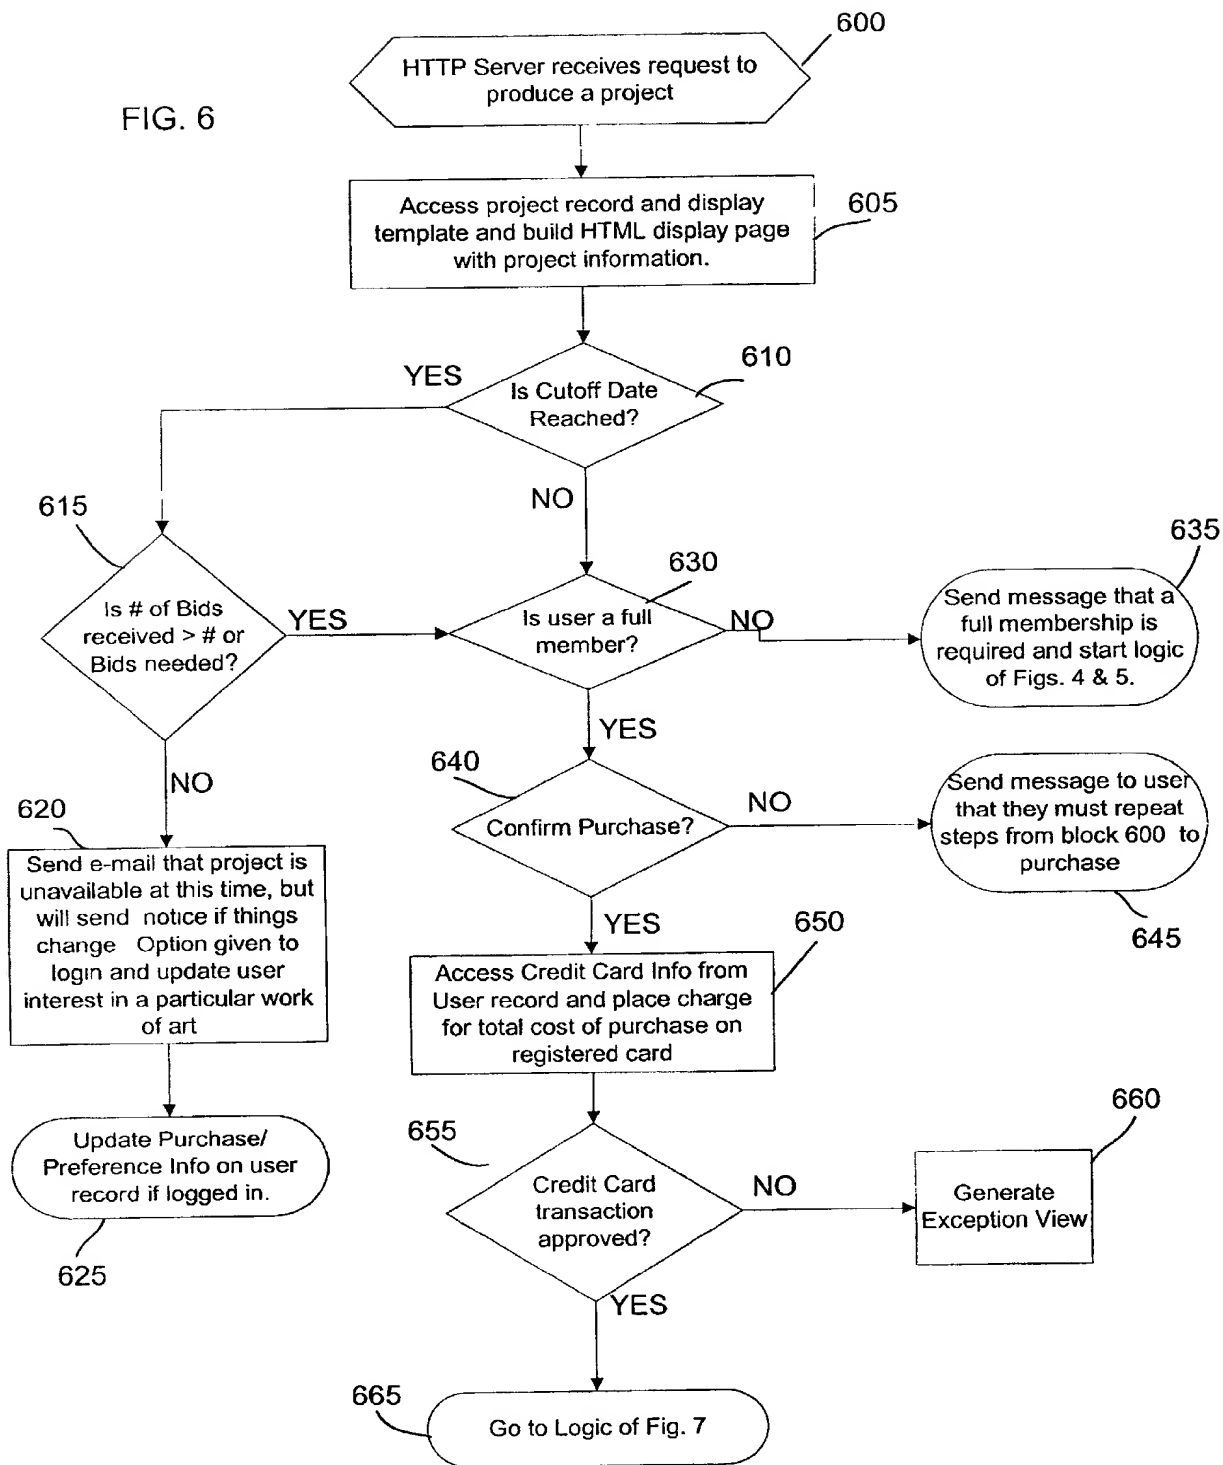 600
HTTP Server receives request to
produce a project
FIG. 6
605
Access project record and display
template and build HTML display page
with project information.
610
YES
Is Cutoff Date
Reached?
NO
615
Is # of Bids
received > # or
Bids needed?
YES
630
Is user a full
member?
NO
635
Send message that a
full membership is
required and start logic
of Figs. 4 & 5.
YES
NO
640
Confirm Purchase?
NO
Send message to user
that they must repeat
steps from block 600 to
purchase
645
620
Send e-mail that project is
unavailable at this time, but
will send notice if things
change Option given to
login and update user
interest in a particular work
of art
YES
650
Access Credit Card Info from
User record and place charge
for total cost of purchase on
registered card
Update Purchase/
Preference Info on user
record if logged in.
625
655
Credit Card
transaction
approved?
NO
660
Generate
Exception View
YES
665
Go to Logic of Fig. 7